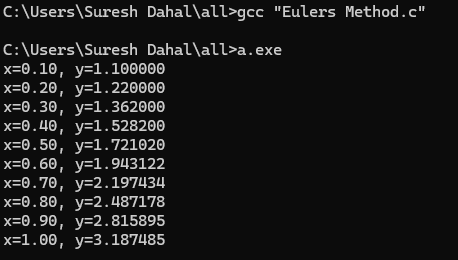 C:\Users\Suresh Dahal\all>gcc "Eulers Method.c"
C:\Users\Suresh Dahal\all>a.exe
x=0.10, y=1.100000
x=0.20, y=1.220000
x=0.30, y=1.362000
x=0.40, y=1.528200
x=0.50, y=1.721020
x=0.60, y=1.943122
x=0.70, y=2.197434
x=0.80, y=2.487178
x=0.90, y=2.815895
x=1.00, y=3.187485